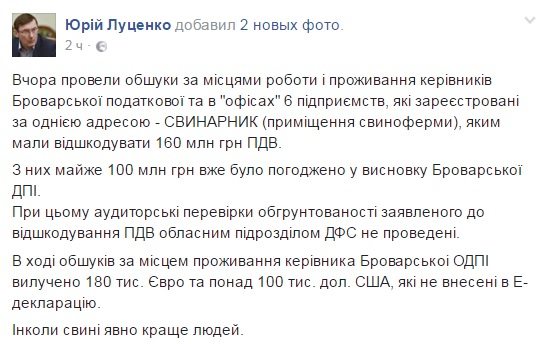 Юрій Луценко добавил 2 новых фото.
2 ч ·
Вчора провели обшуки за місцями роботи і проживання керівників
Броварської податкової та в "офісах" 6 підприємств, які зареєстровані
за однією адресою - СВИНАРНИК (приміщення свиноферми), яким
мали відшкодувати 160 млн грн ПДВ.
З них майже 100 млн грн вже було погоджено у висновку Броварської
ДПІ.
При цьому аудиторські перевірки обгрунтованості заявленого до
відшкодування ПДВ обласним підрозділом ДФС не проведені.
В ході обшуків за місцем проживання керівника Броварської ОДПІ
вилучено 180 тис. Євро та понад 100 тис. дол. США, які не внесені в Е-
декларацію.
Інколи свині явно краще людей.